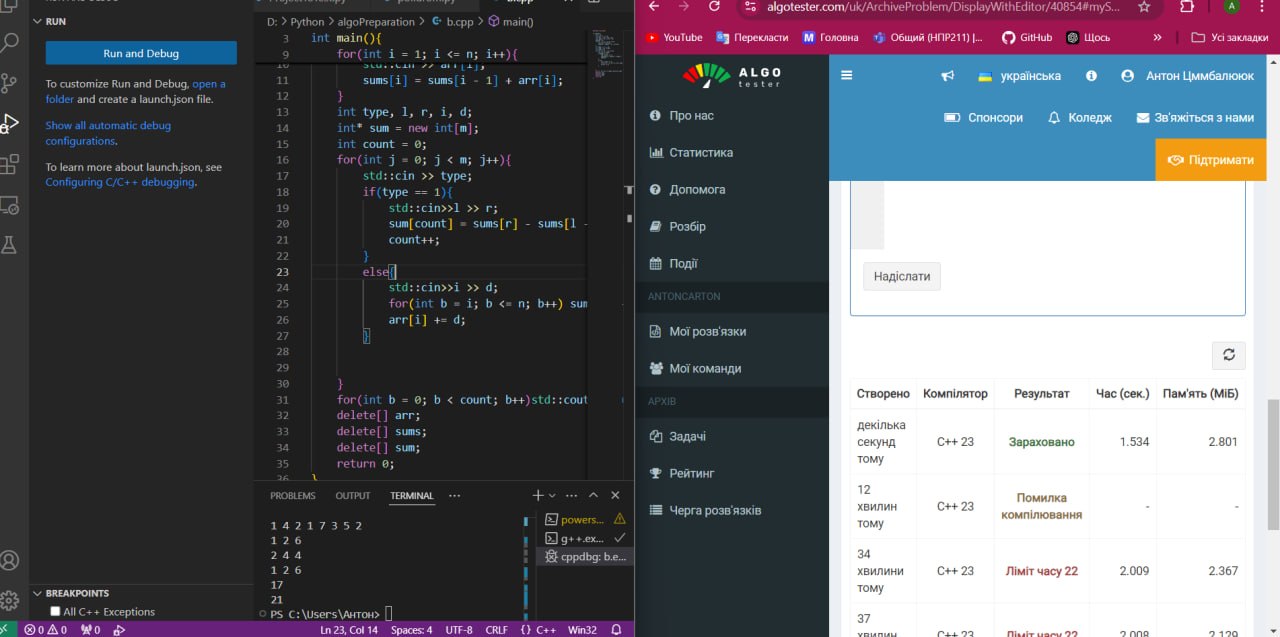 RUN
Run and Debug
To customize Run and Debug, open a
folder and create a launch.json file.
Show all automatic debug
configurations.
To learn more about launch.json, see
Configuring C/C++ debugging.
BREAKPOINTS
All C++ Exceptions
D: > Python > algoPreparation > b.cpp > main()
3 int main(){
9 for(int i = 1; i <= n; i++){
10 std::cin >> arr[i];
11 sums[i] = sums[i - 1] + arr[i];
12 }
13 int type, l, r, i, d;
14 int* sum = new int[m];
15 int count = 0;
16 for(int j = 0; j < m; j++){
17 std::cin >> type;
18 if(type == 1){
19 std::cin>>l >> r;
20 sum[count] = sums[r] - sums[l -
21 count++;
22 }
23 else{
24 std::cin>>i >> d;
25 for(int b = i; b <= n; b++) sum
26 arr[i] += d;
27 }
28
29
30 }
31 for(int b = 0; b < count; b++)std::cout
32 delete[] arr;
33 delete[] sums;
34 delete[] sum;
35 return 0;
36 }
PROBLEMS OUTPUT TERMINAL ...
1 4 2 1 7 3 5 2
1 2 6
2 4 4
1 2 6
17
21
PS C:\Users\Антон>
powers...
g++.ex...
cppdbg: b.e...
0 0 0 Ln 23, Col 14 Spaces: 4 UTF-8 CRLF {} C++ Win32
algotester.com/uk/ArchiveProblem/DisplayWithEditor/40854#myS...
A
YouTube Перекласти Головна Общий (НПР211) |... GitHub Щось » Усі закладки
ALGO
tester
Про нас
Статистика
Допомога
Розбір
Події
ANTONCARTON
Мої розв'язки
Мої команди
АРХІВ
Задачі
Рейтинг
Черга розв'язків
українська Антон Цммбалююк
Спонсори Коледж Зв'яжіться з нами
Підтримати
Надіслати
Створено Компілятор Результат Час (сек.) Пам'ять (МіБ)
декілька
секунд
тому
C++ 23 Зараховано 1.534 2.801
12
хвилин
тому
C++ 23 Помилка
компілювання - -
34
хвилини
тому
C++ 23 Ліміт часу 22 2.009 2.367
37
хвилин C++ 23 Ліміт часу 22 2.008 2.129